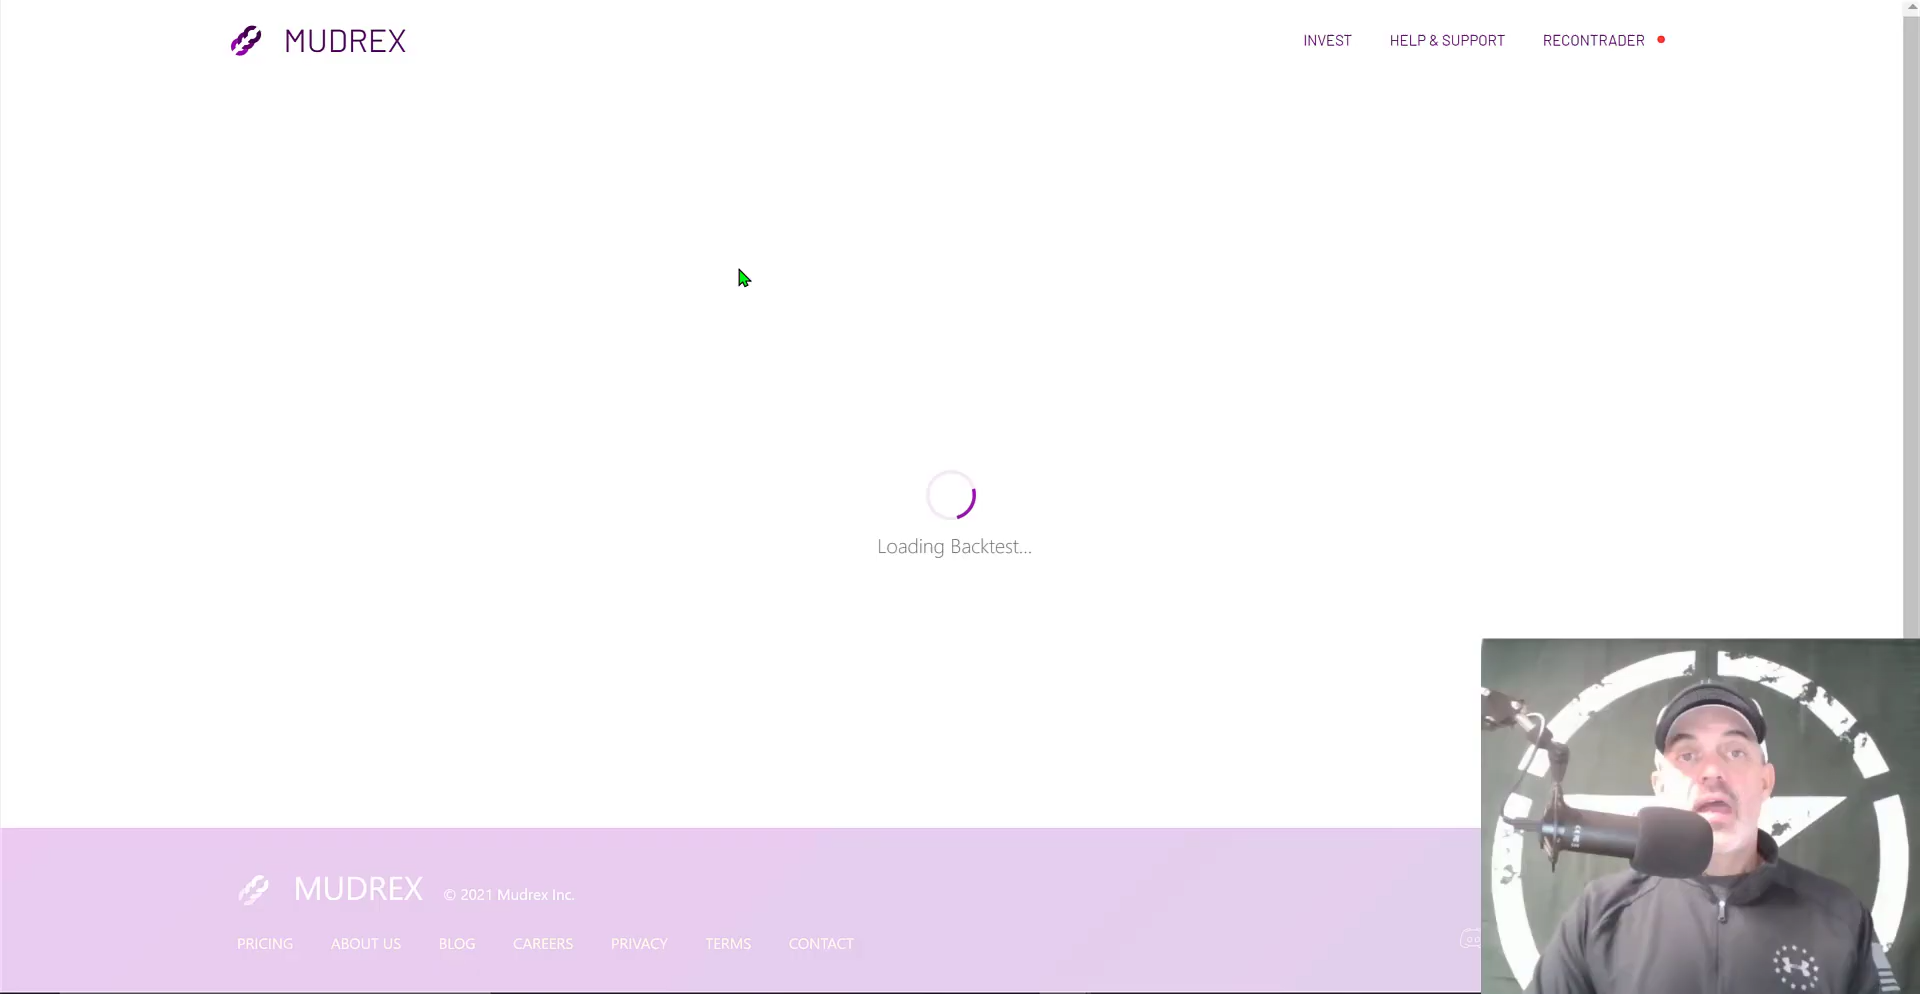 MUDREX
INVEST HELP & SUPPORT RECONTRADER
Loading Backtest...
MUDREX © 2021 Mudrex Inc.
PRICING ABOUT US BLOG CAREERS PRIVACY TERMS CONTACT